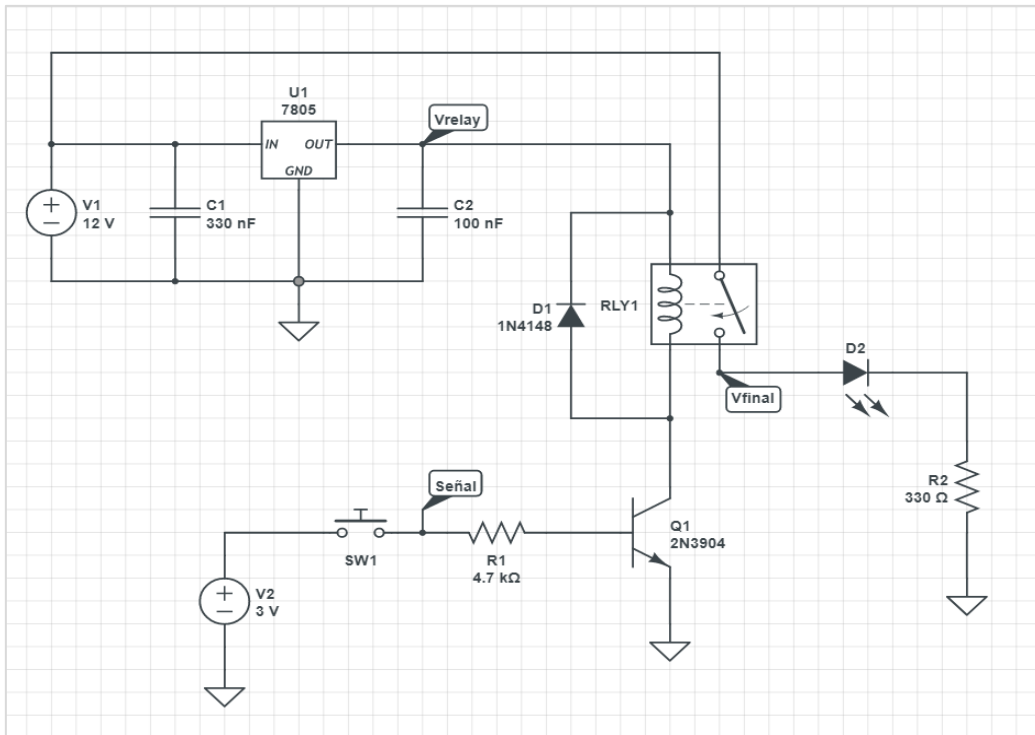 U1
7805
IN
OUT
GND
Vrelay
V1
12 V
C1
330 nF
C2
100 nF
D1
1N4148
RLY1
D2
Vfinal
Señal
R2
330 Ω
Q1
2N3904
SW1
R1
4.7 kΩ
V2
3 V